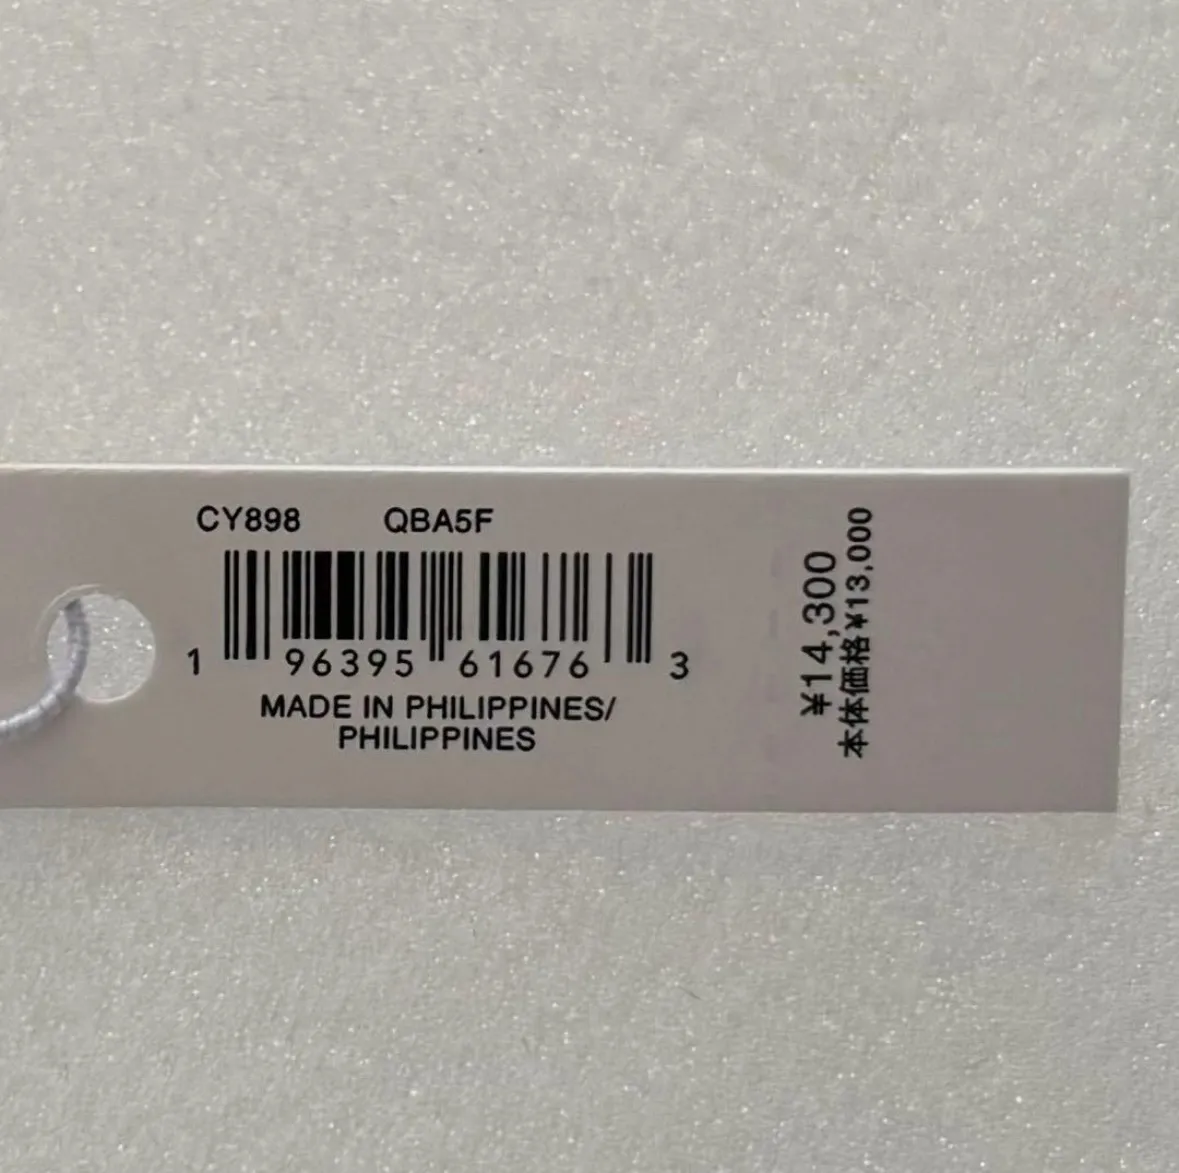 CY898 QBA5F
1 96395 61676 3
MADE IN PHILIPPINES/
PHILIPPINES
¥14,300
本体価格¥13,000